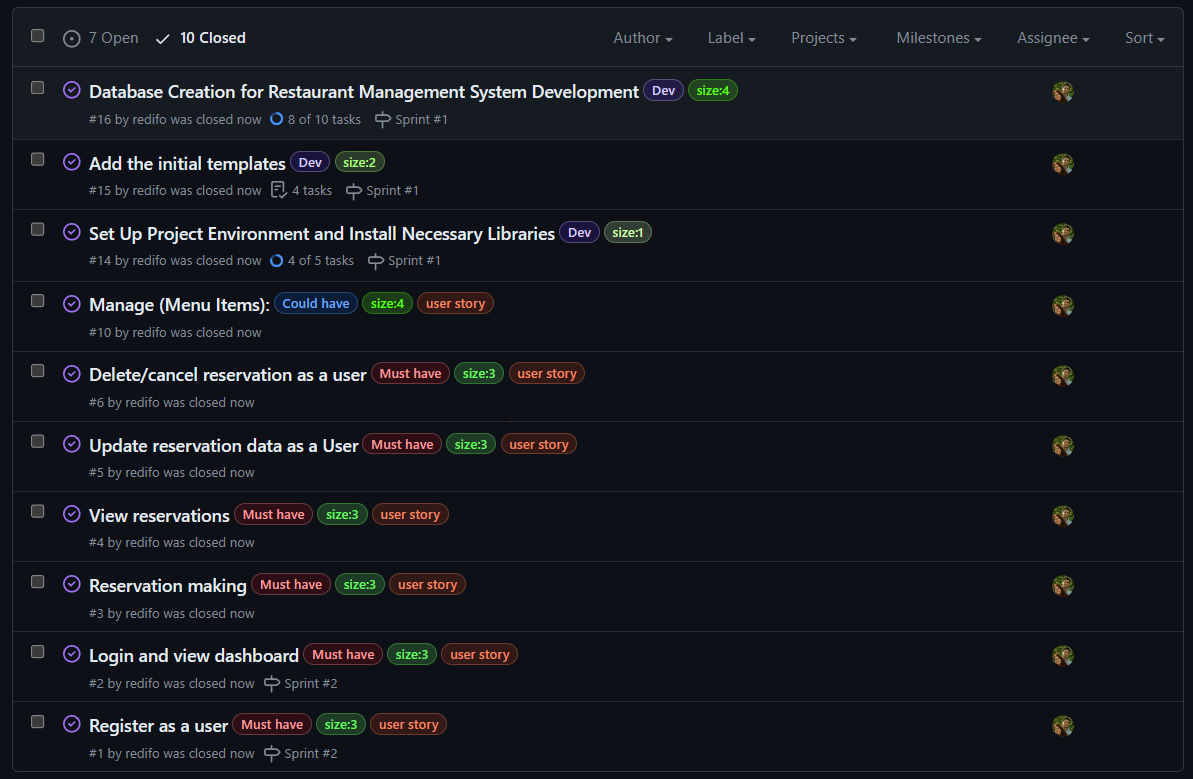 7 Open 10 Closed Author Label Projects Milestones Assignee Sort
Database Creation for Restaurant Management System Development Dev size:4
#16 by redifo was closed now 8 of 10 tasks Sprint #1
Add the initial templates Dev size:2
#15 by redifo was closed now 4 tasks Sprint #1
Set Up Project Environment and Install Necessary Libraries Dev size:1
#14 by redifo was closed now 4 of 5 tasks Sprint #1
Manage (Menu Items): Could have size:4 user story
#10 by redifo was closed now
Delete/cancel reservation as a user Must have size:3 user story
#6 by redifo was closed now
Update reservation data as a User Must have size:3 user story
#5 by redifo was closed now
View reservations Must have size:3 user story
#4 by redifo was closed now
Reservation making Must have size:3 user story
#3 by redifo was closed now
Login and view dashboard Must have size:3 user story
#2 by redifo was closed now Sprint #2
Register as a user Must have size:3 user story
#1 by redifo was closed now Sprint #2